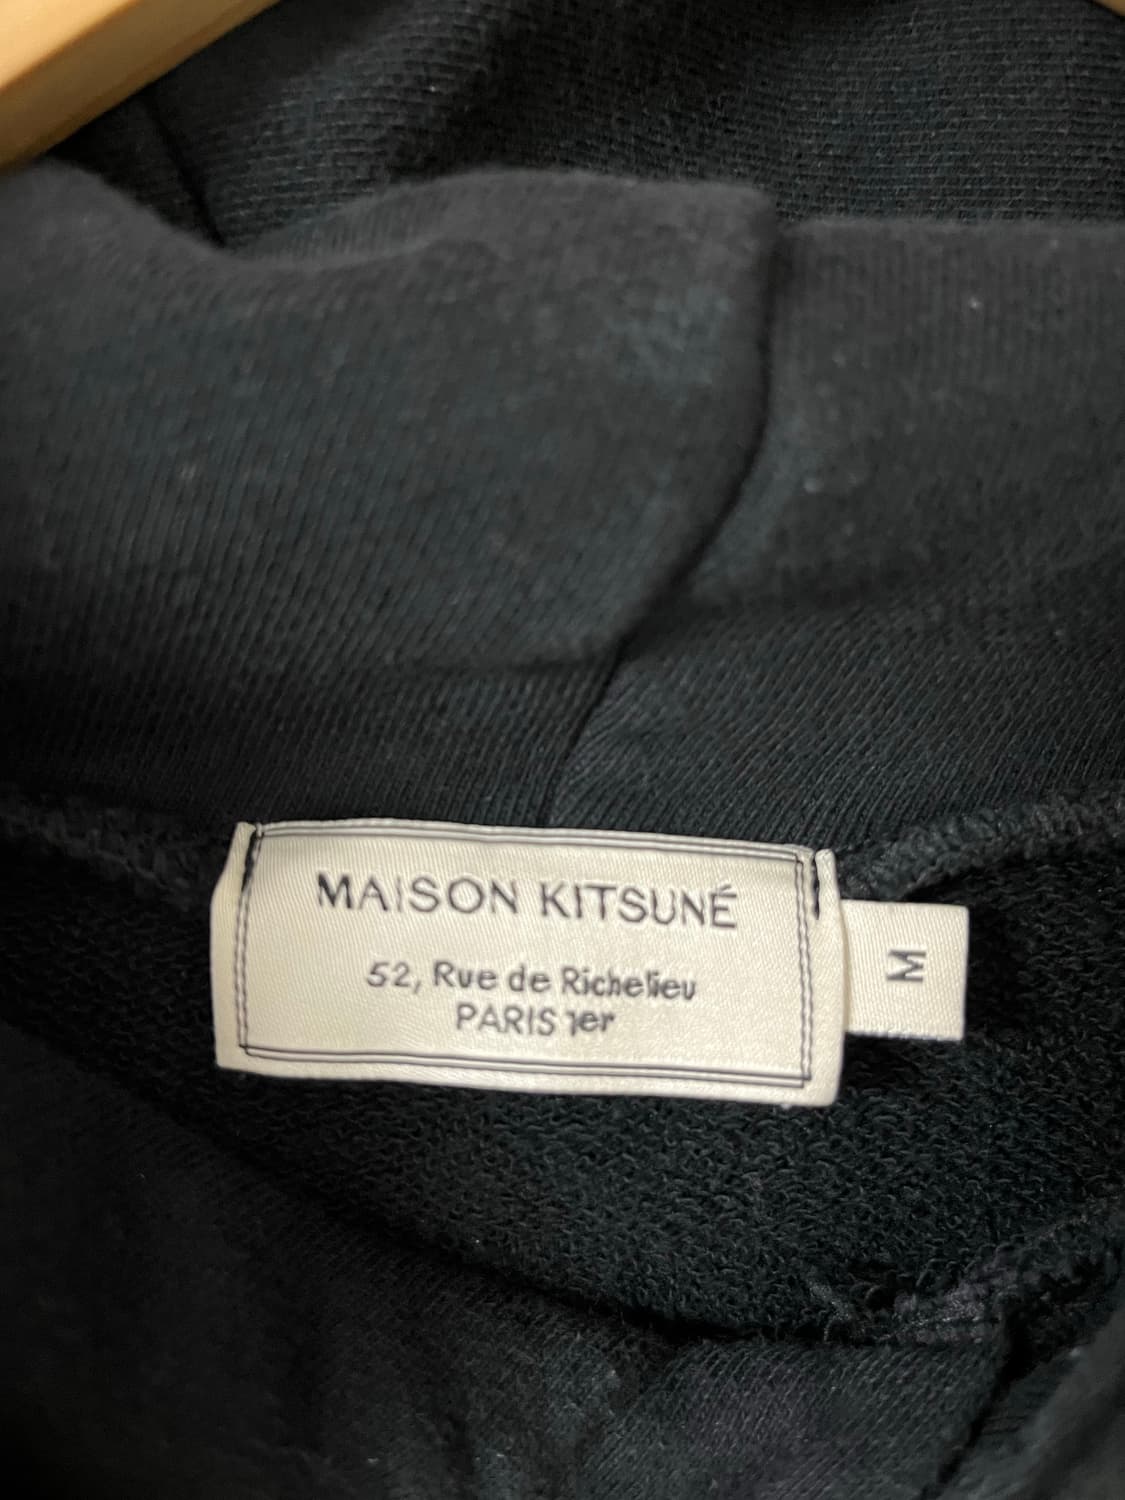 MAISON KITSUNÉ
52, Rue de Richelieu
PARIS 1er
M